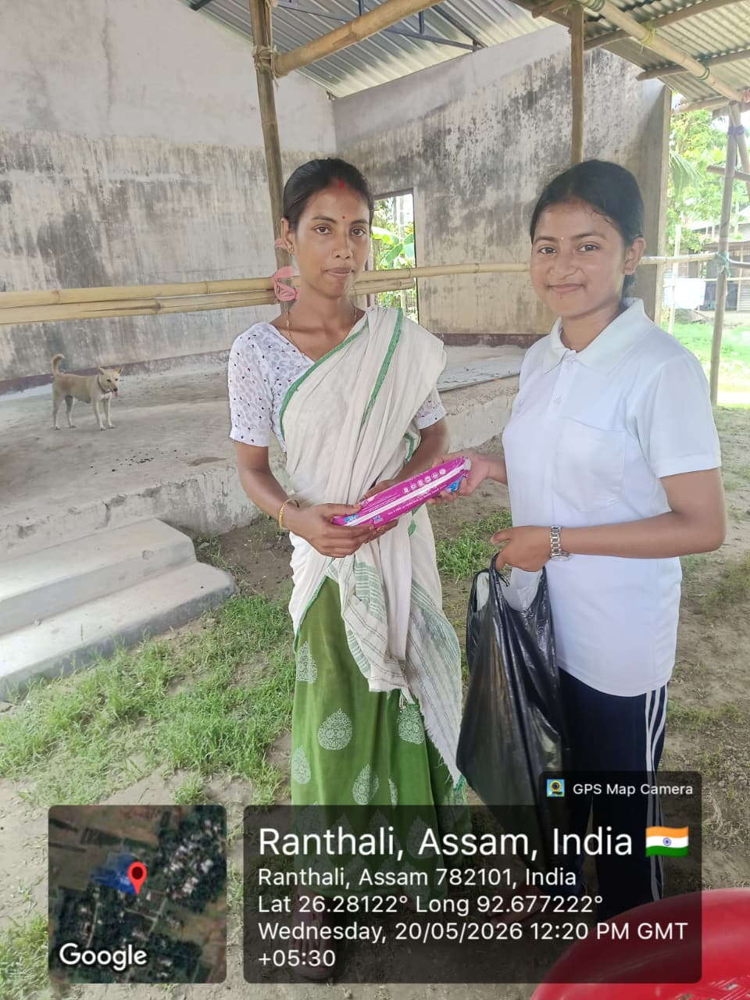 GPS Map Camera
Ranthali, Assam, India
Ranthali, Assam 782101, India
Lat 26.28122° Long 92.677222°
Wednesday, 20/05/2026 12:20 PM GMT
+05:30
Google